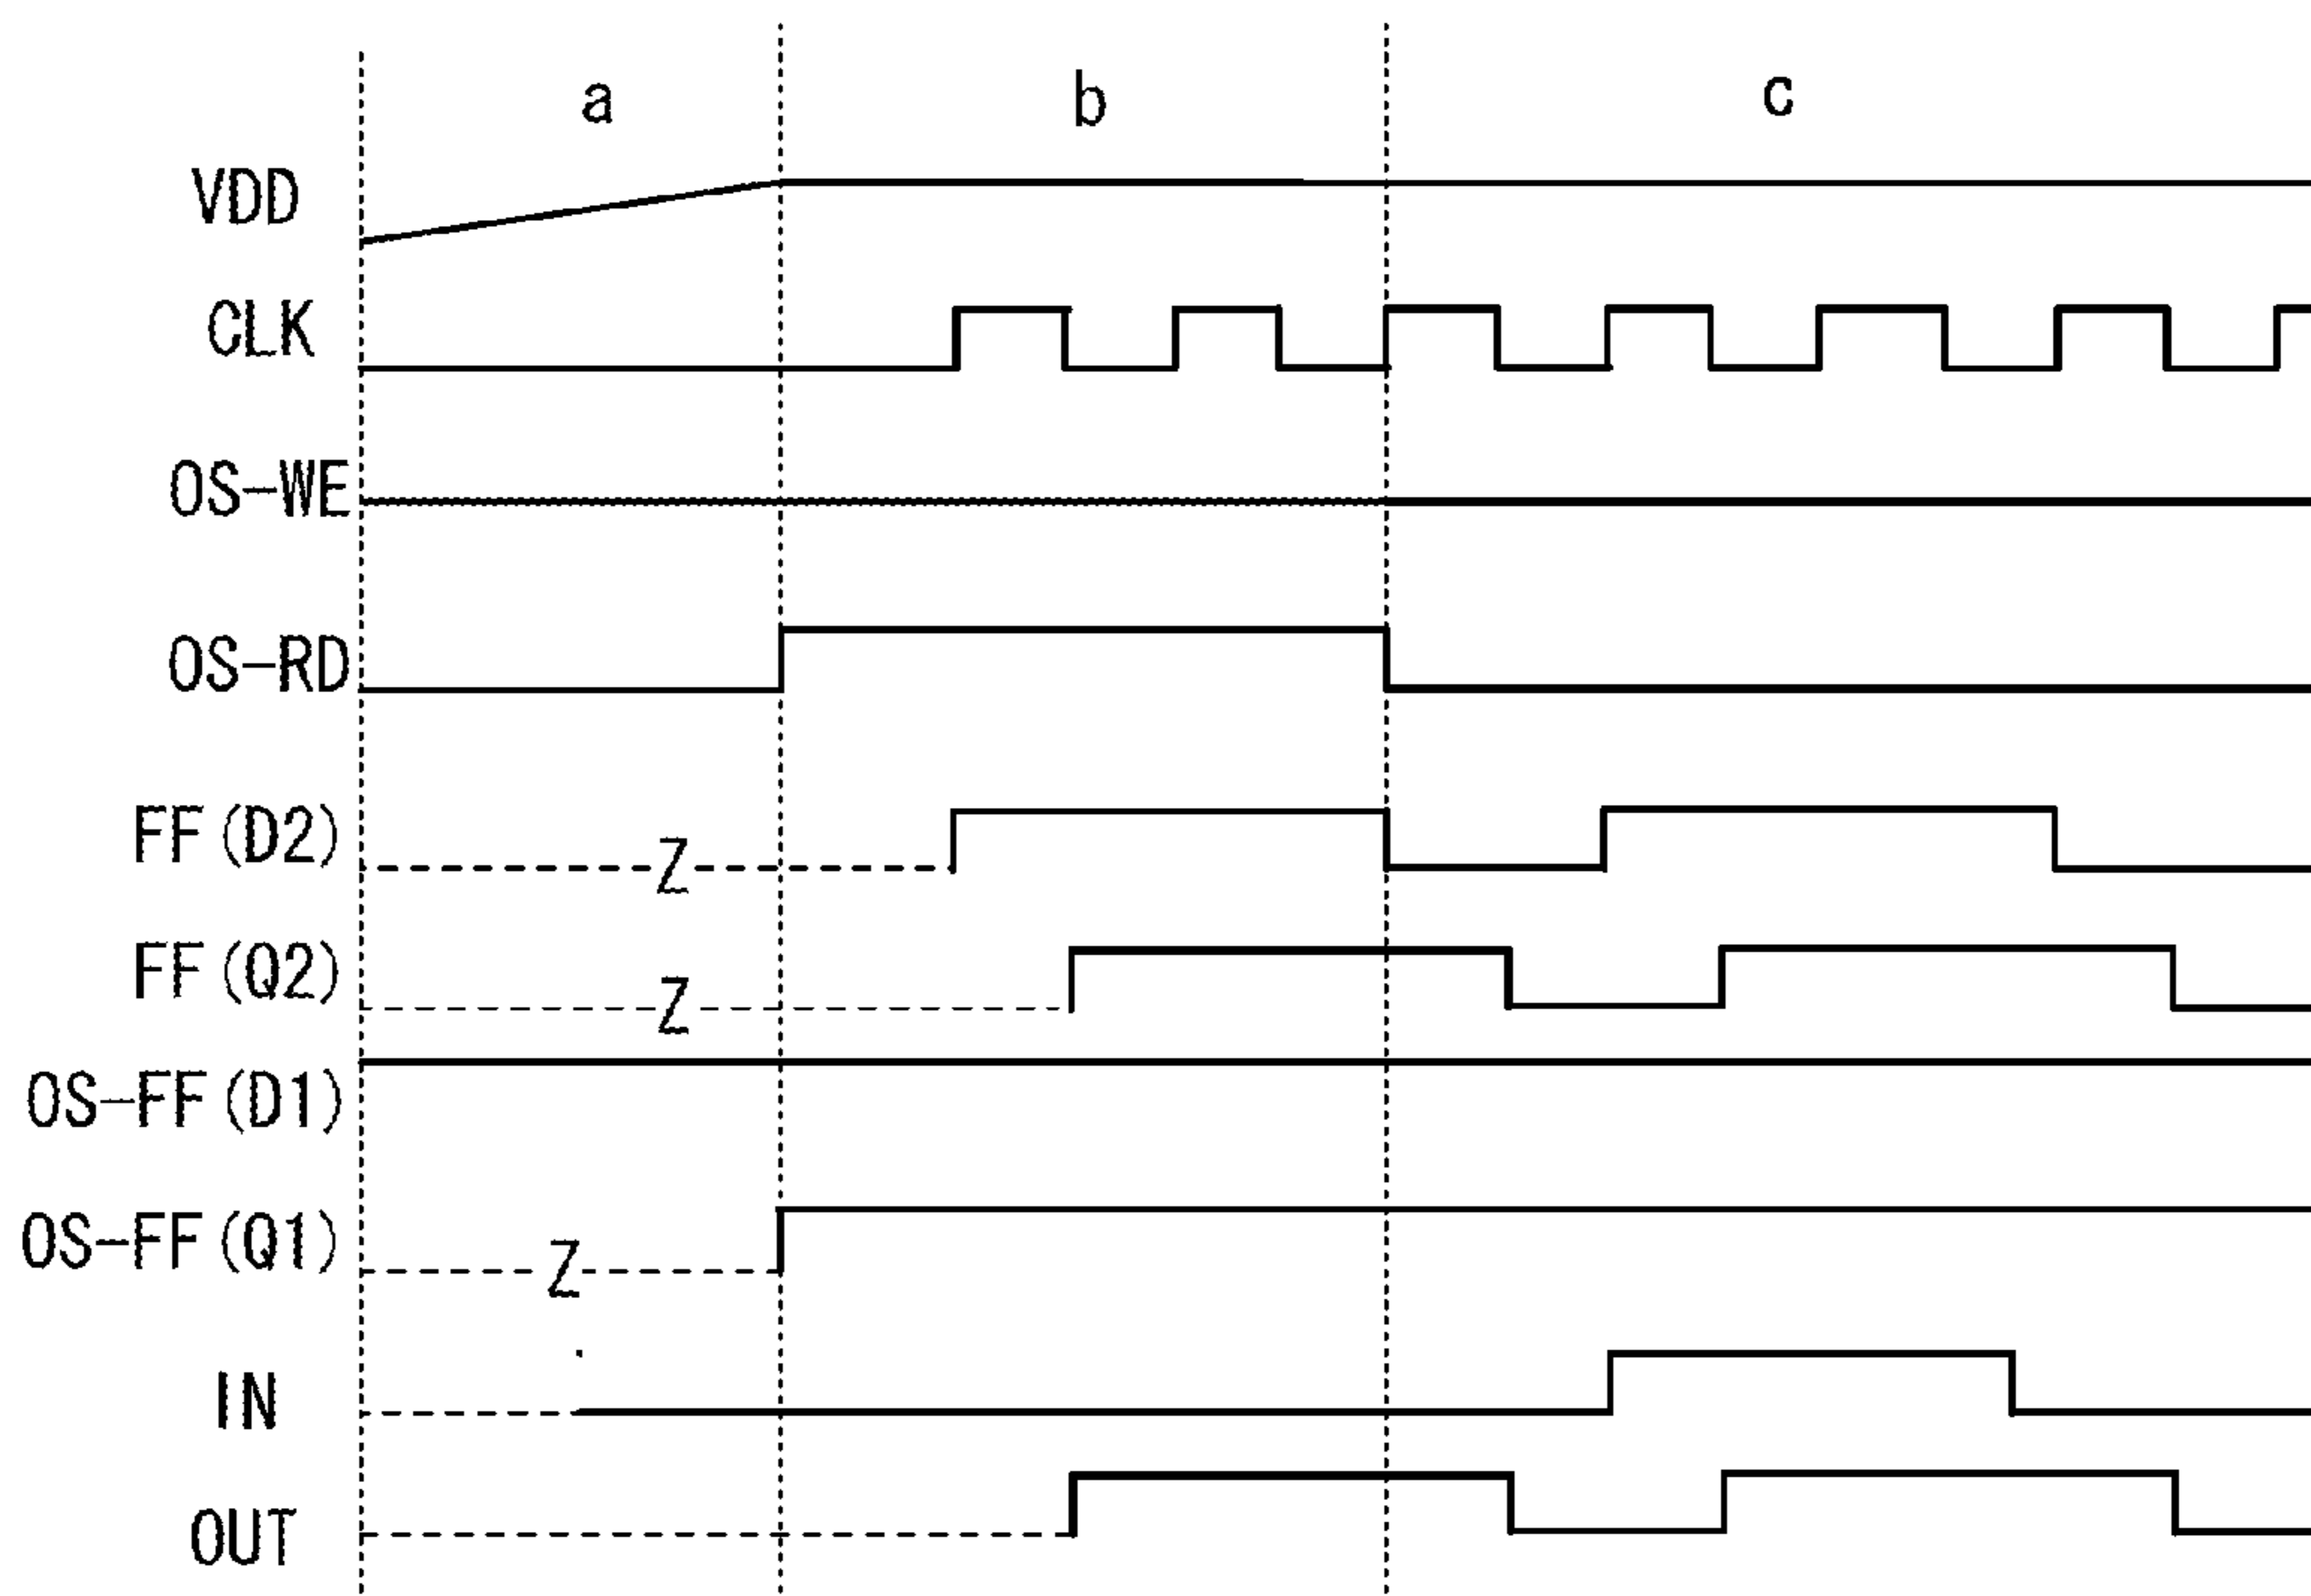 a b c
VDD
CLK
OS-WE
OS-RD
FF(D2)
Z
FF(Q2)
Z
OS-FF(D1)
OS-FF(Q1)
Z
IN
OUT